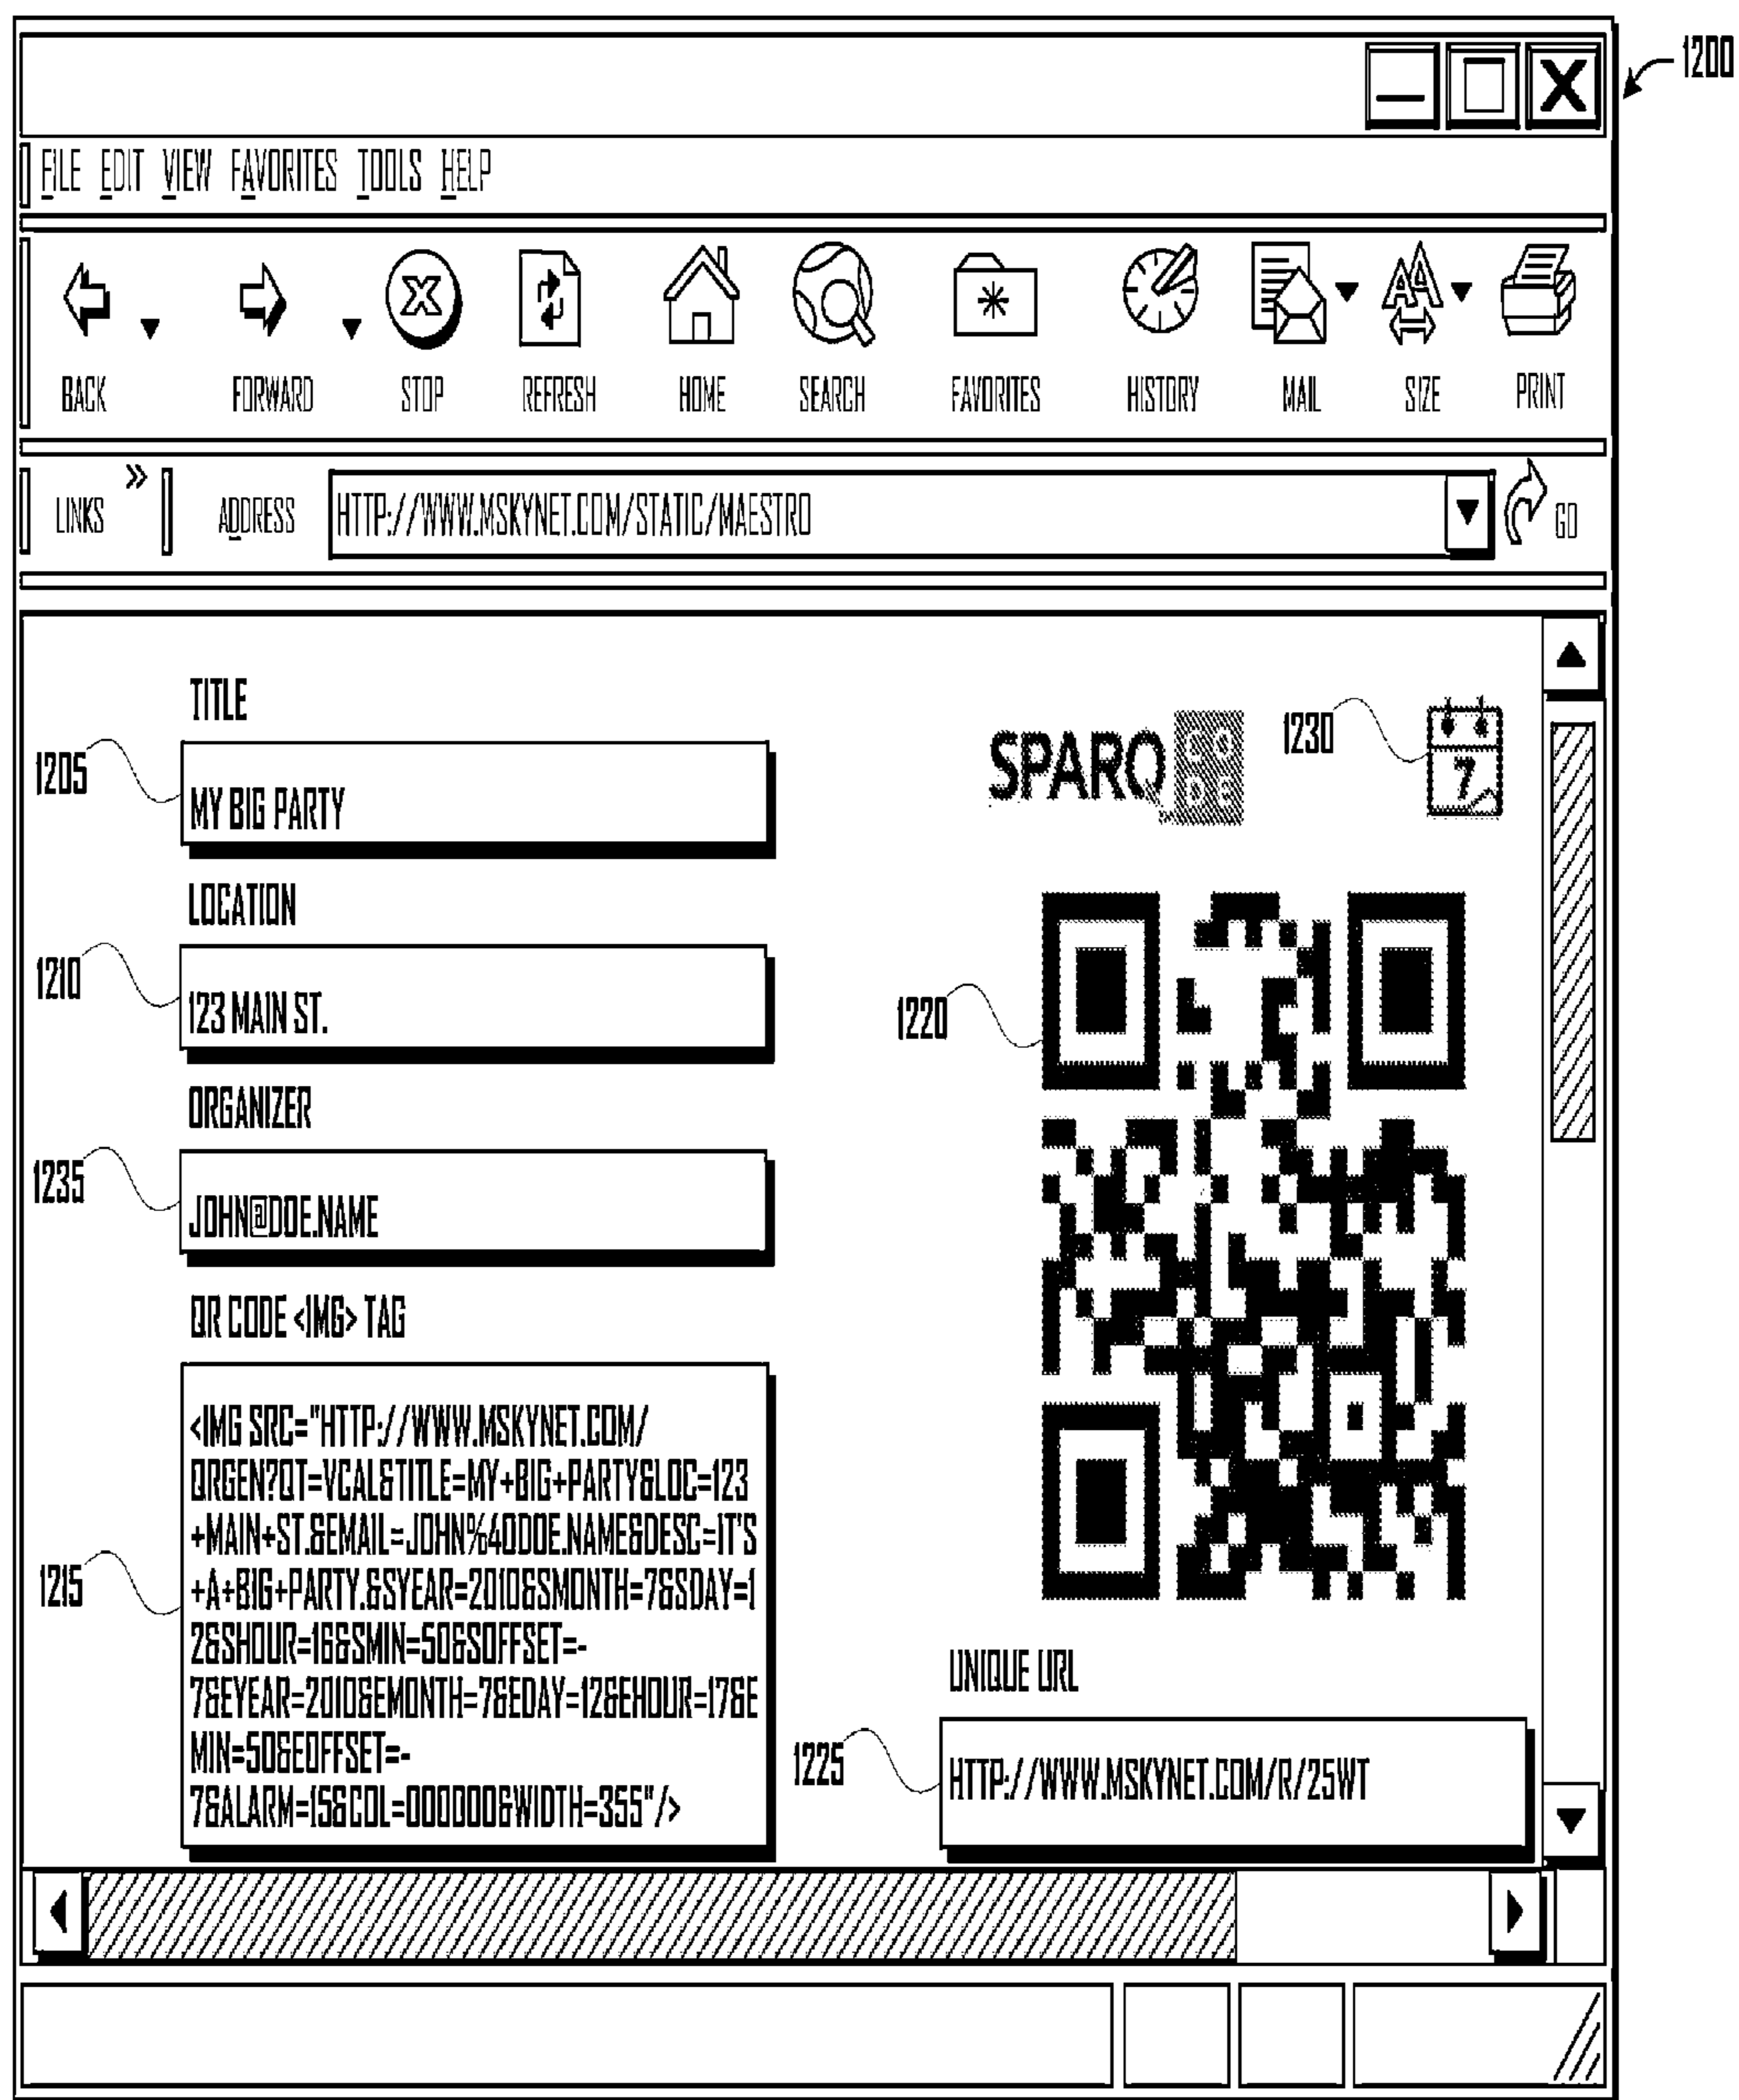 1200
FILE EDIT VIEW FAVORITES TOOLS HELP
BACK FORWARD STOP REFRESH HOME SEARCH FAVORITES HISTORY MAIL SIZE PRINT
LINKS » ADDRESS HTTP://WWW.MSKYNET.COM/STATIC/MAESTRO GO
TITLE
1205
MY BIG PARTY
LOCATION
1210
123 MAIN ST.
ORGANIZER
1235
JOHN@DOE.NAME
QR CODE <IMG> TAG
1215
<IMG SRC="HTTP://WWW.MSKYNET.COM/
QRGEN?QT=VCAL&TITLE=MY+BIG+PARTY&LOC=123
+MAIN+ST.&EMAIL=JOHN%40DOE.NAME&DESC=IT'S
+A+BIG+PARTY.&SYEAR=2010&SMONTH=7&SDAY=1
2&SHOUR=16&SMIN=50&SOFFSET=-
7&EYEAR=2010&EMONTH=7&EDAY=12&EHOUR=17&E
MIN=50&EOFFSET=-
7&ALARM=15&COL=000000&WIDTH=355"/>
SPARQ CODE
1230
7
1220
UNIQUE URL
1225
HTTP://WWW.MSKYNET.COM/R/25WT